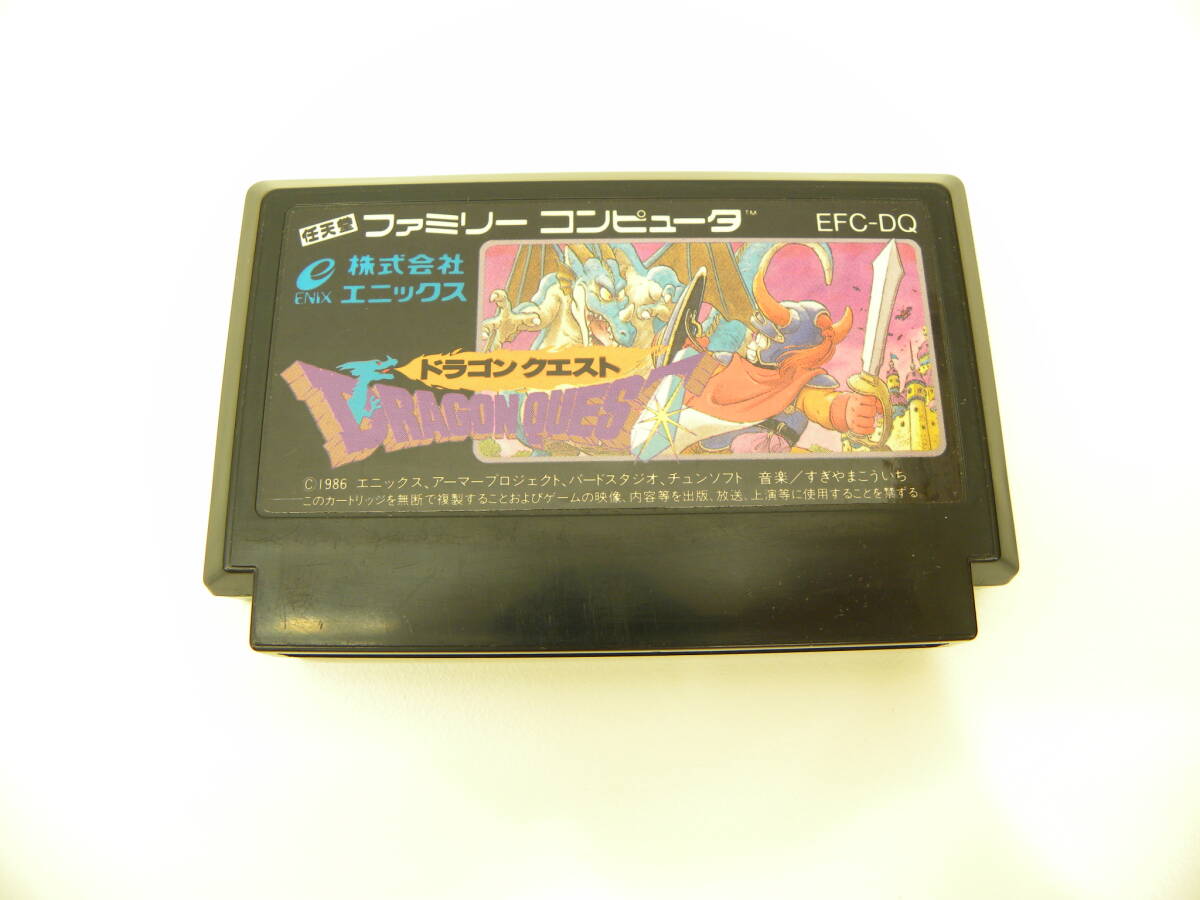 任天堂 ファミリー コンピュータ™ EFC-DQ
株式会社
ENIX エニックス
ドラゴンクエスト
DRAGON QUEST
©1986 エニックス、アーマープロジェクト、バードスタジオ、チュンソフト 音楽/すぎやまこういち
このカートリッジを無断で複製することおよびゲームの映像、内容等を出版、放送、上演等に使用することを禁ずる。